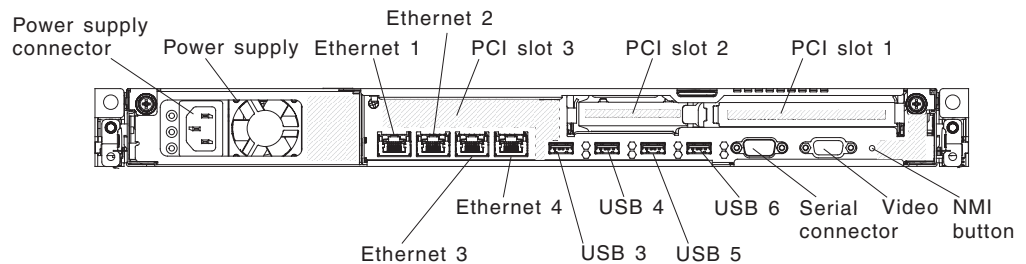 Ethernet 2
Power supply
connector
Power supply
Ethernet 1
PCI slot 3
PCI slot 2
PCI slot 1
Ethernet 4
USB 4
USB 6
Serial
connector
Video
NMI
button
Ethernet 3
USB 3
USB 5